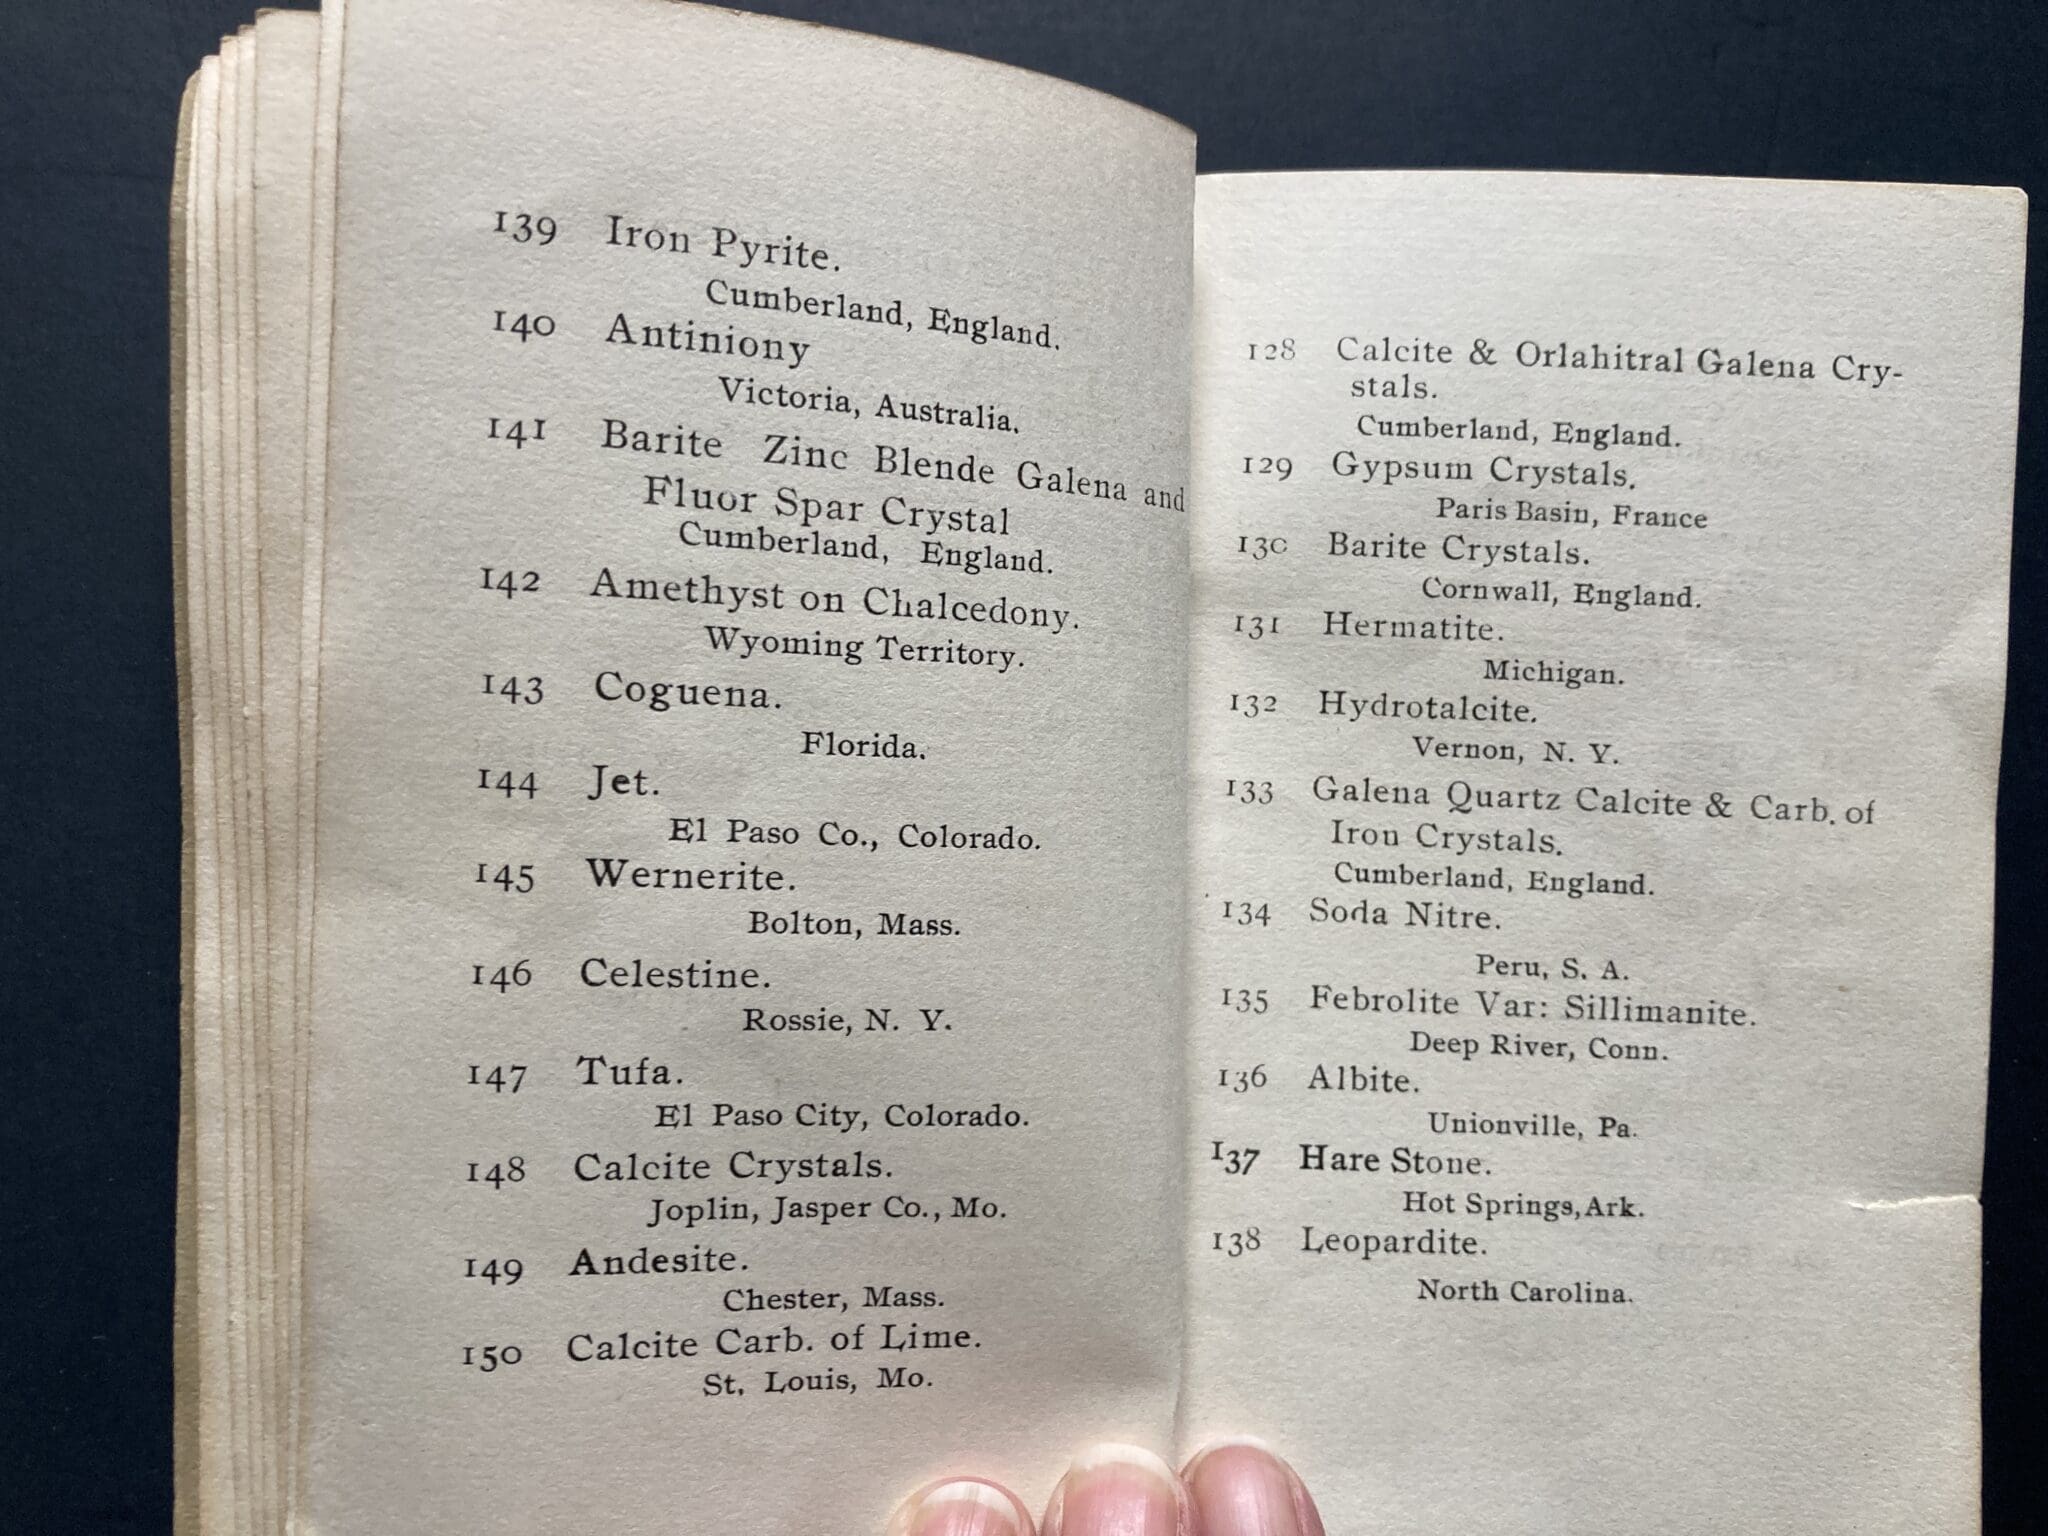 139 Iron Pyrite.
Cumberland, England.
140 Antiniony
Victoria, Australia.
141 Barite Zinc Blende Galena and
Fluor Spar Crystal
Cumberland, England.
142 Amethyst on Chalcedony.
Wyoming Territory.
143 Coguena.
Florida.
144 Jet.
El Paso Co., Colorado.
145 Wernerite.
Bolton, Mass.
146 Celestine.
Rossie, N. Y.
147 Tufa.
El Paso City, Colorado.
148 Calcite Crystals.
Joplin, Jasper Co., Mo.
149 Andesite.
Chester, Mass.
150 Calcite Carb. of Lime.
St. Louis, Mo.
128 Calcite & Orlahitral Galena Cry-
stals.
Cumberland, England.
129 Gypsum Crystals.
Paris Basin, France
130 Barite Crystals.
Cornwall, England.
131 Hermatite.
Michigan.
132 Hydrotalcite.
Vernon, N. Y.
133 Galena Quartz Calcite & Carb. of
Iron Crystals.
Cumberland, England.
134 Soda Nitre.
Peru, S. A.
135 Febrolite Var: Sillimanite.
Deep River, Conn.
136 Albite.
Unionville, Pa.
137 Hare Stone.
Hot Springs, Ark.
138 Leopardite.
North Carolina.